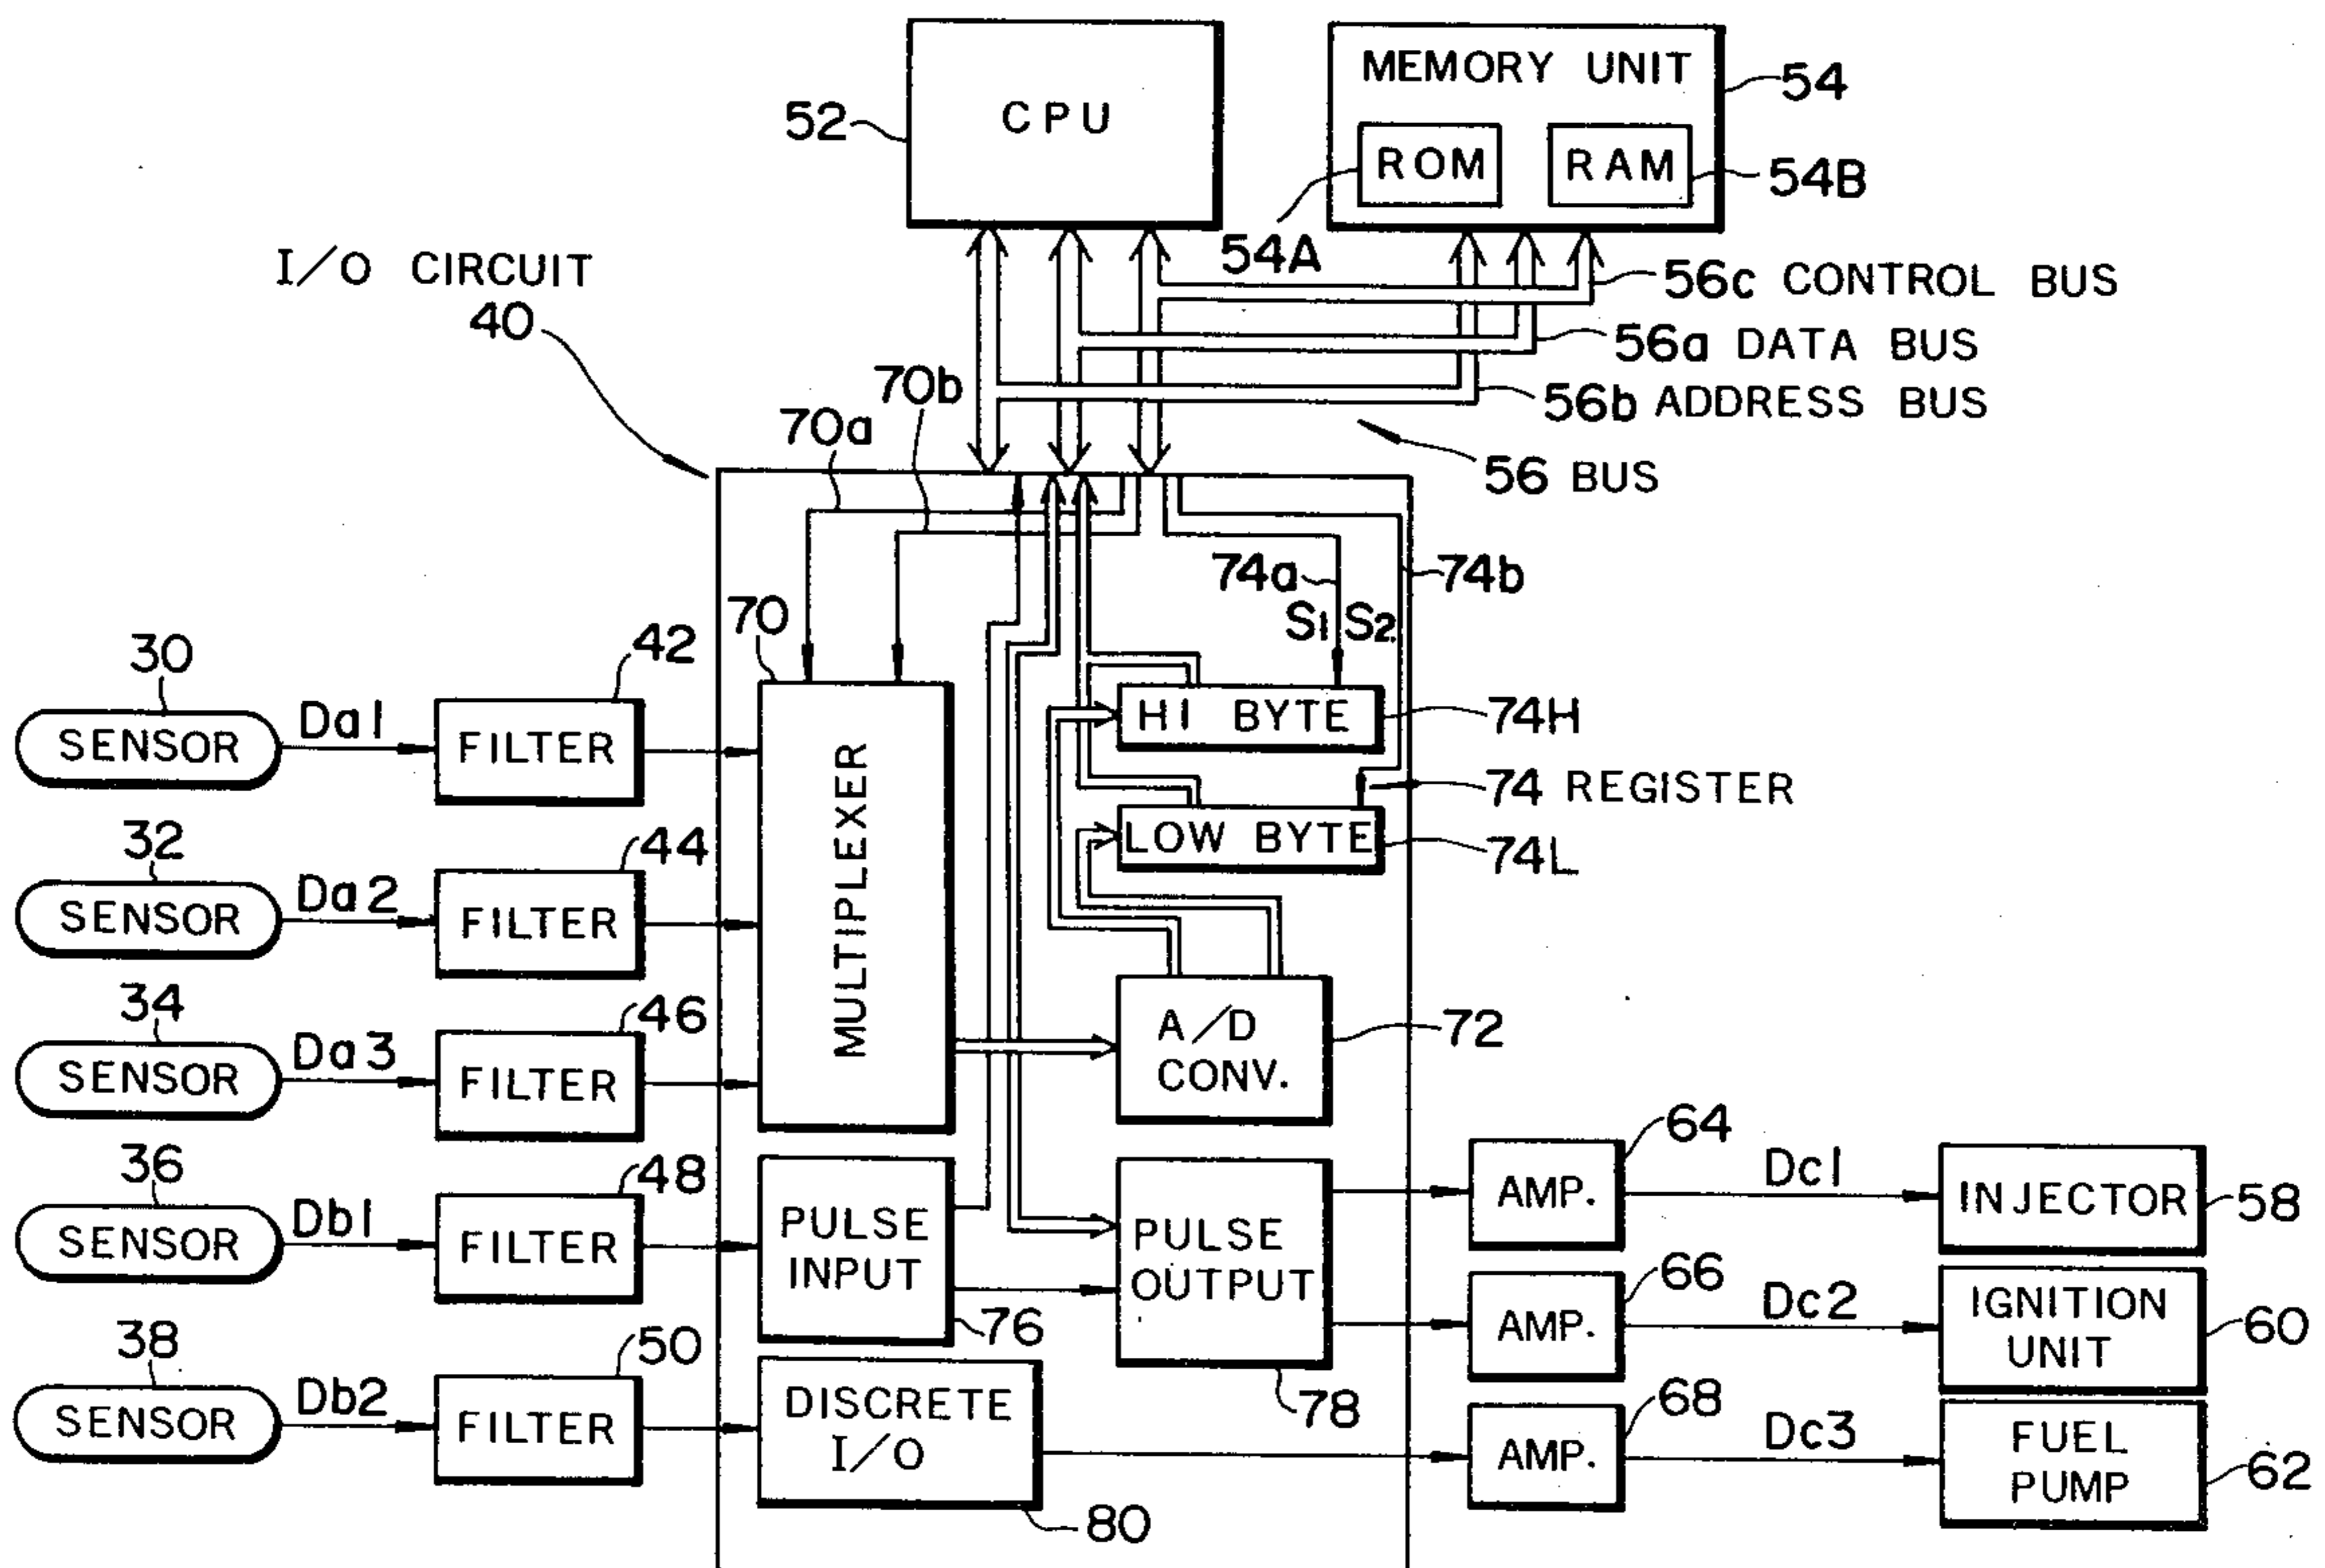 CPU
52
MEMORY UNIT
54
ROM
RAM
54A
54B
I/O CIRCUIT
40
56c CONTROL BUS
56a DATA BUS
56b ADDRESS BUS
56 BUS
70b
70a
74a
74b
S1 S2
70
30
SENSOR
Da1
42
FILTER
MULTIPLEXER
HI BYTE
74H
74 REGISTER
LOW BYTE
74L
32
SENSOR
Da2
44
FILTER
34
SENSOR
Da3
46
FILTER
A/D
CONV.
72
36
SENSOR
Db1
48
FILTER
PULSE
INPUT
76
PULSE
OUTPUT
78
64
AMP.
Dc1
INJECTOR
58
66
AMP.
Dc2
IGNITION
UNIT
60
38
SENSOR
Db2
50
FILTER
DISCRETE
I/O
80
68
AMP.
Dc3
FUEL
PUMP
62